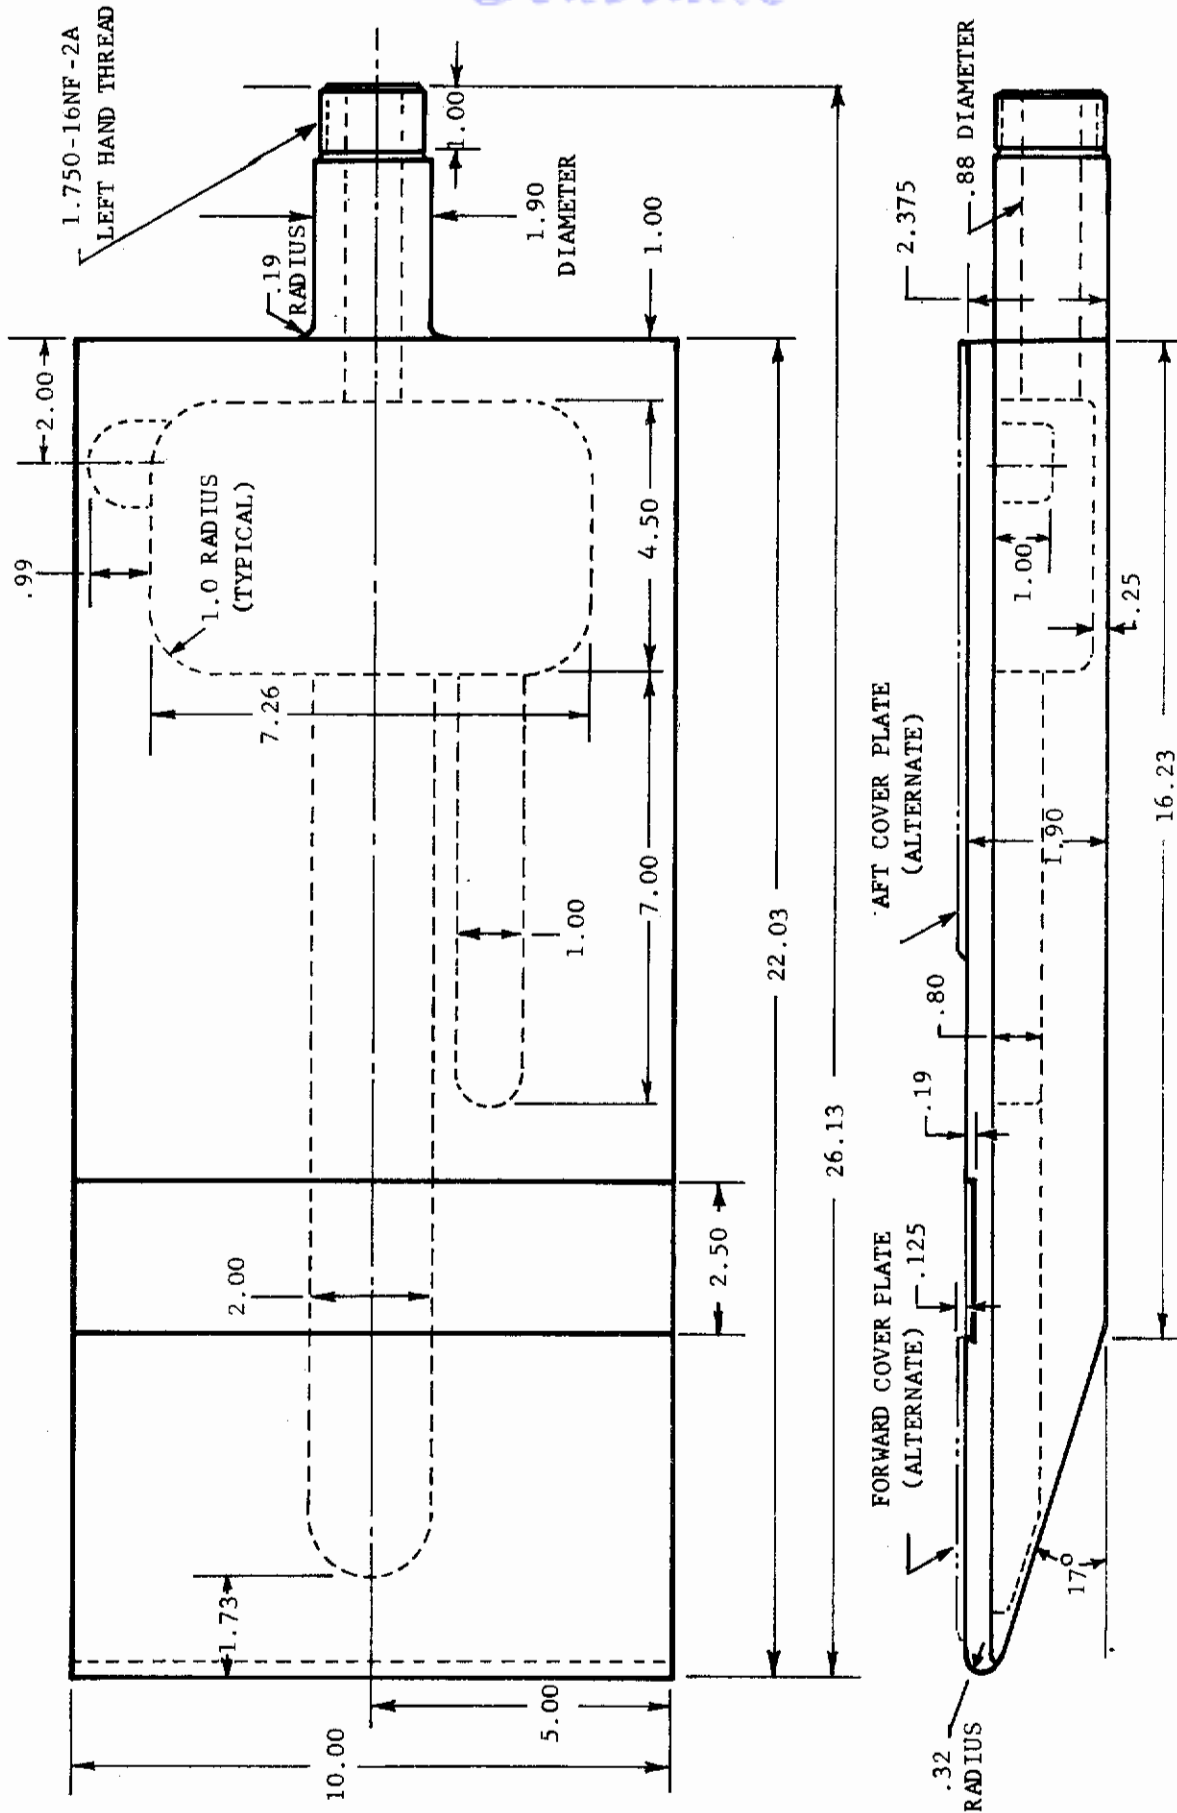 1.750-16NF-2A
LEFT HAND THREAD
.19
RADIUS
1.00
1.90
DIAMETER
1.00
2.00
.99
1.0 RADIUS
(TYPICAL)
4.50
7.26
7.00
1.00
22.03
26.13
2.00
2.50
1.73
5.00
10.00
.88 DIAMETER
2.375
1.00
.25
AFT COVER PLATE
(ALTERNATE)
1.90
16.23
.80
.19
FORWARD COVER PLATE
(ALTERNATE)
.125
17°
.32
RADIUS